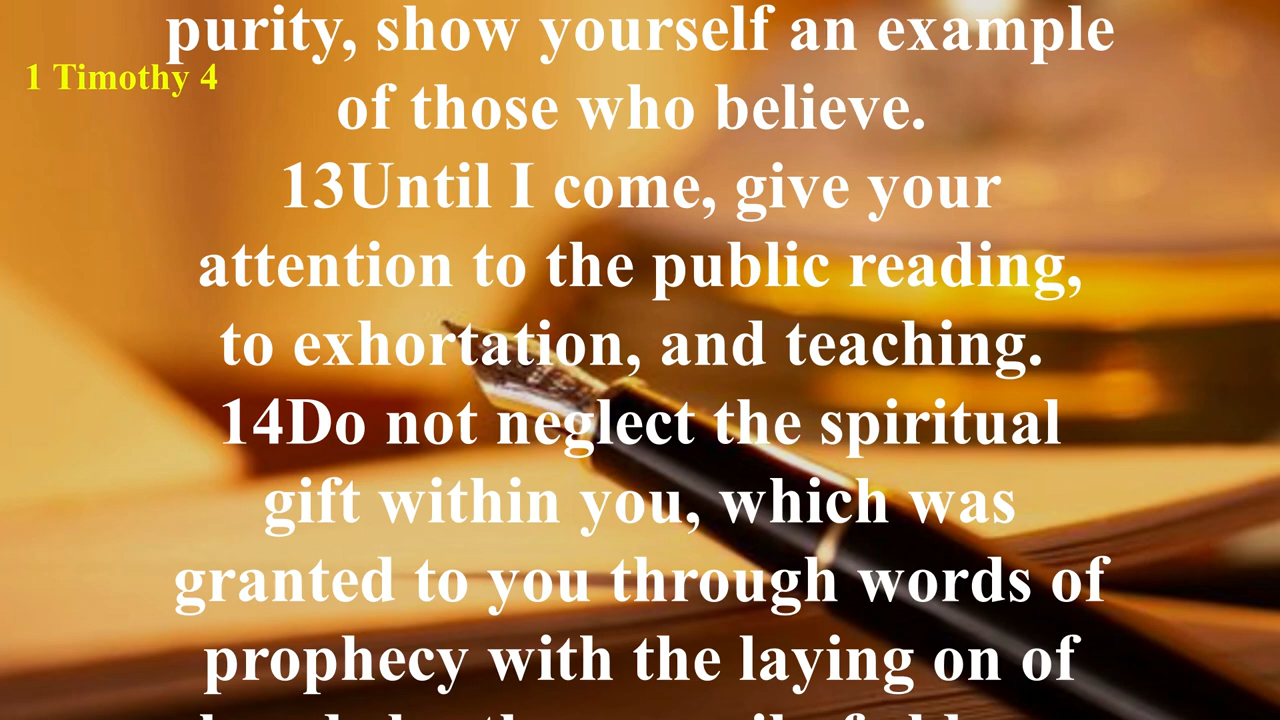 purity, show yourself an example
1 Timothy 4
of those who believe.
13Until I come, give your
attention to the public reading,
to exhortation, and teaching.
14Do not neglect the spiritual
gift within you, which was
granted to you through words of
prophecy with the laying on of